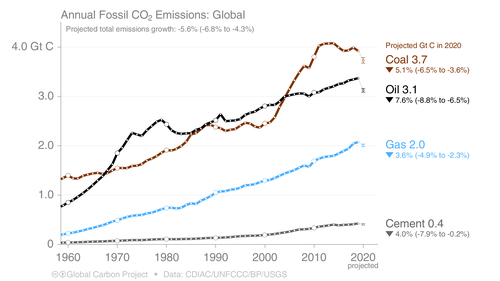 Annual Fossil CO₂ Emissions: Global
Projected total emissions growth: -5.6% (-6.8% to -4.3%)
4.0 Gt C
3.0
2.0
1
0
1960 1970 1980 1990 2000 2010 2020
projected
Projected Gt C in 2020
Coal 3.7
▼ 5.1% (-6.5% to -3.6%)
Oil 3.1
▼ 7.6% (-8.8% to -6.5%)
Gas 2.0
▼ 3.6% (-4.9% to -2.3%)
Cement 0.4
▼ 4.0% (-7.9% to -0.2%)
Global Carbon Project • Data: CDIAC/UNFCCC/BP/USGS